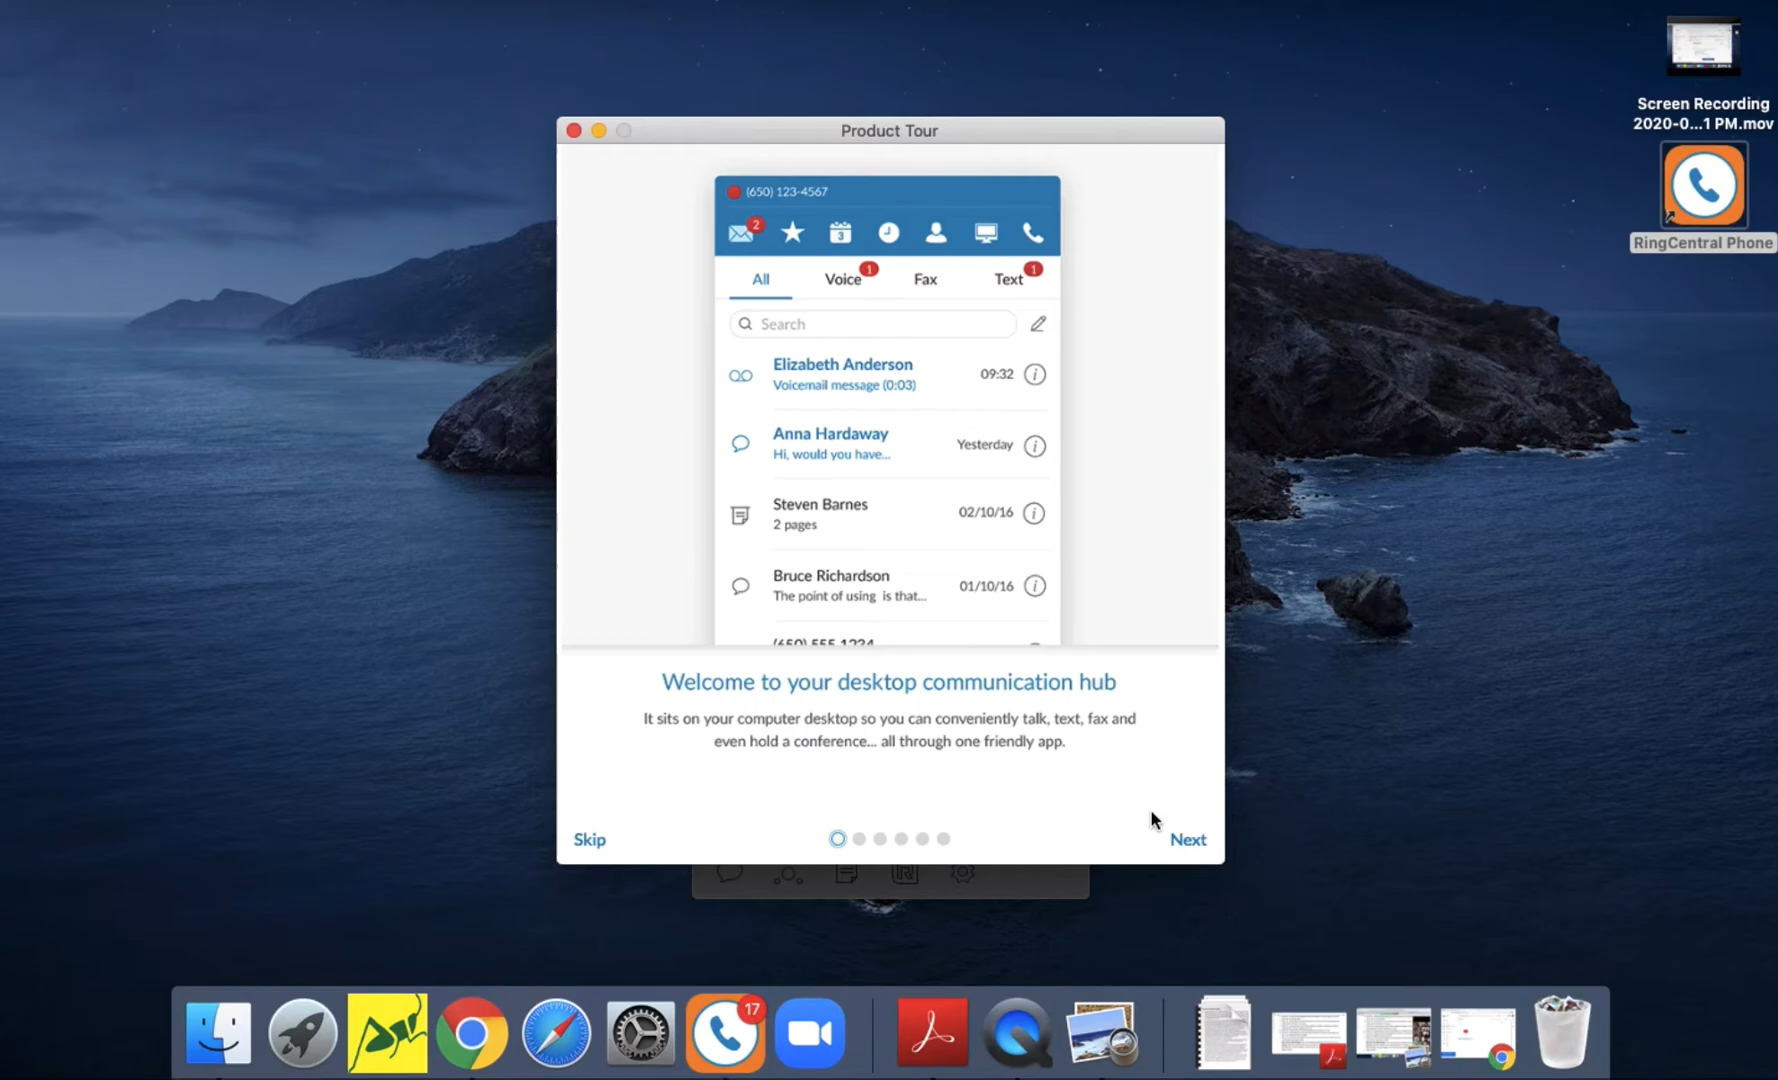 Screen Recording
2020-0...1 PM.mov
RingCentral Phone
Product Tour
(650) 123-4567
2
3
All
Voice 1
Fax
Text 1
Search
Elizabeth Anderson
09:32
Voicemail message (0:03)
Anna Hardaway
Yesterday
Hi, would you have...
Steven Barnes
02/10/16
2 pages
Bruce Richardson
01/10/16
The point of using is that...
(650) 555-1234
Welcome to your desktop communication hub
It sits on your computer desktop so you can conveniently talk, text, fax and
even hold a conference... all through one friendly app.
Skip
Next
17